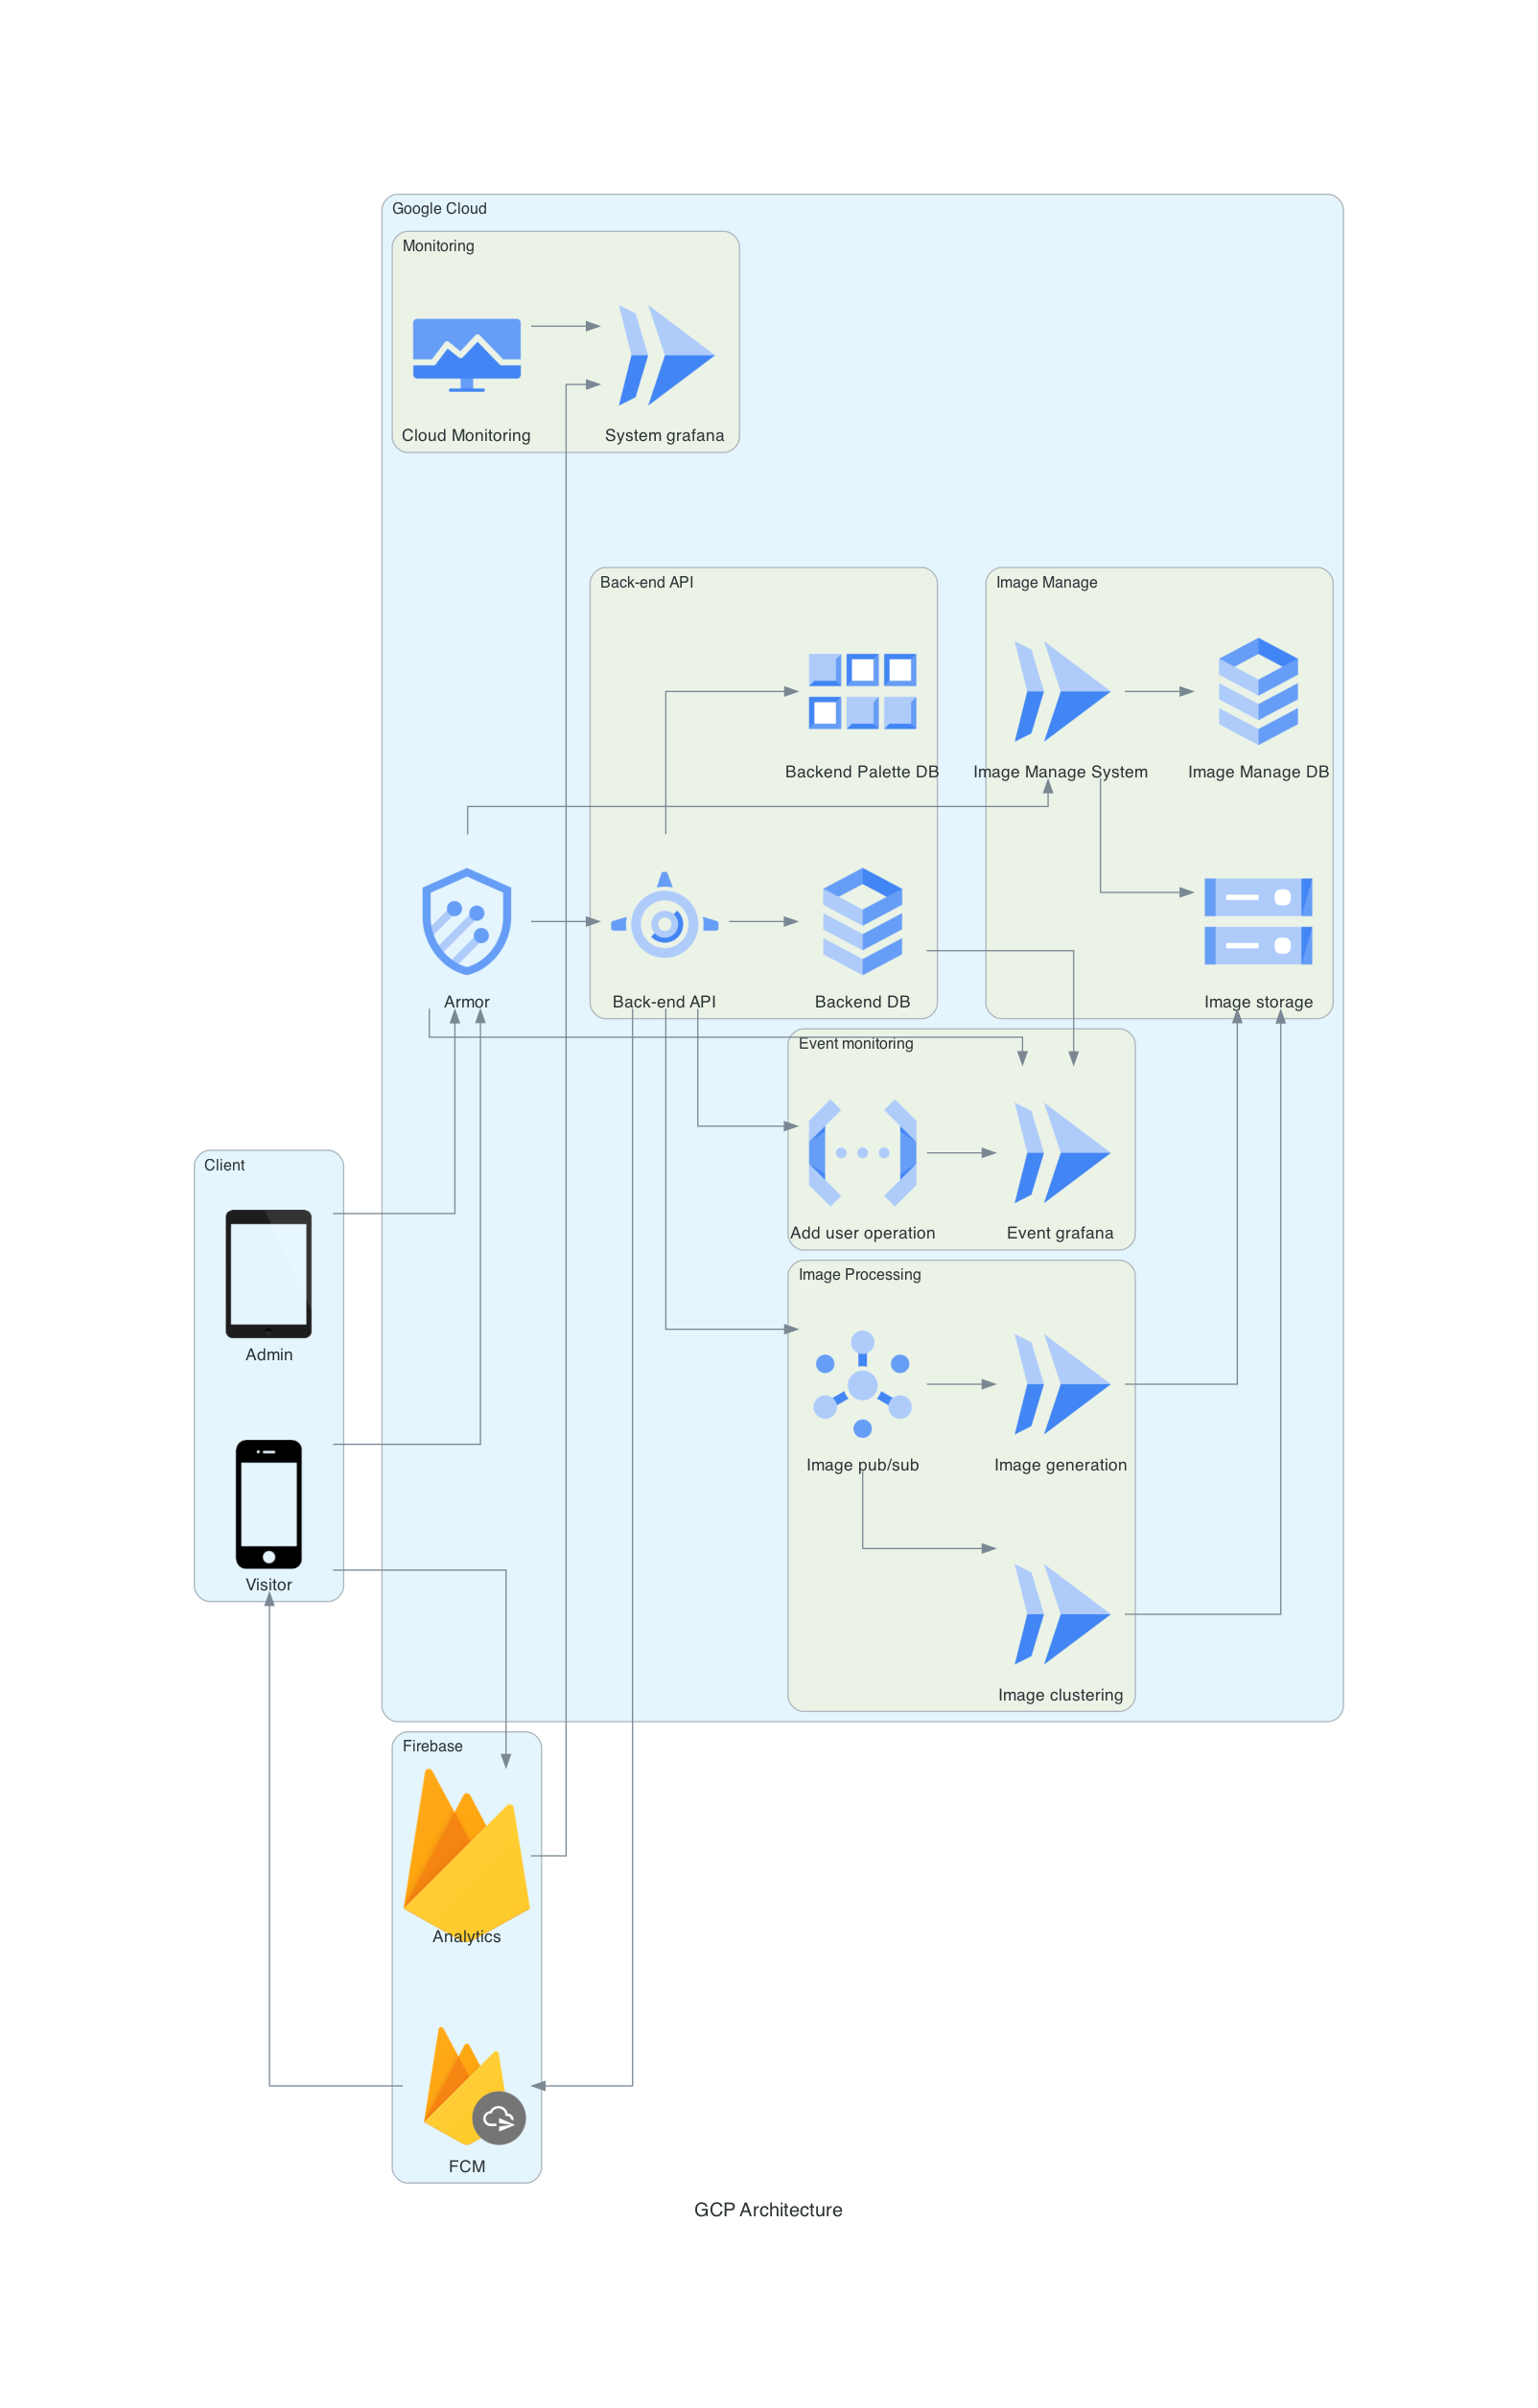 Google Cloud
Monitoring
Cloud Monitoring
System grafana
Back-end API
Image Manage
Backend Palette DB
Image Manage System
Image Manage DB
Armor
Back-end API
Backend DB
Image storage
Event monitoring
Client
Add user operation
Event grafana
Image Processing
Admin
Image pub/sub
Image generation
Visitor
Image clustering
Firebase
Analytics
FCM
GCP Architecture